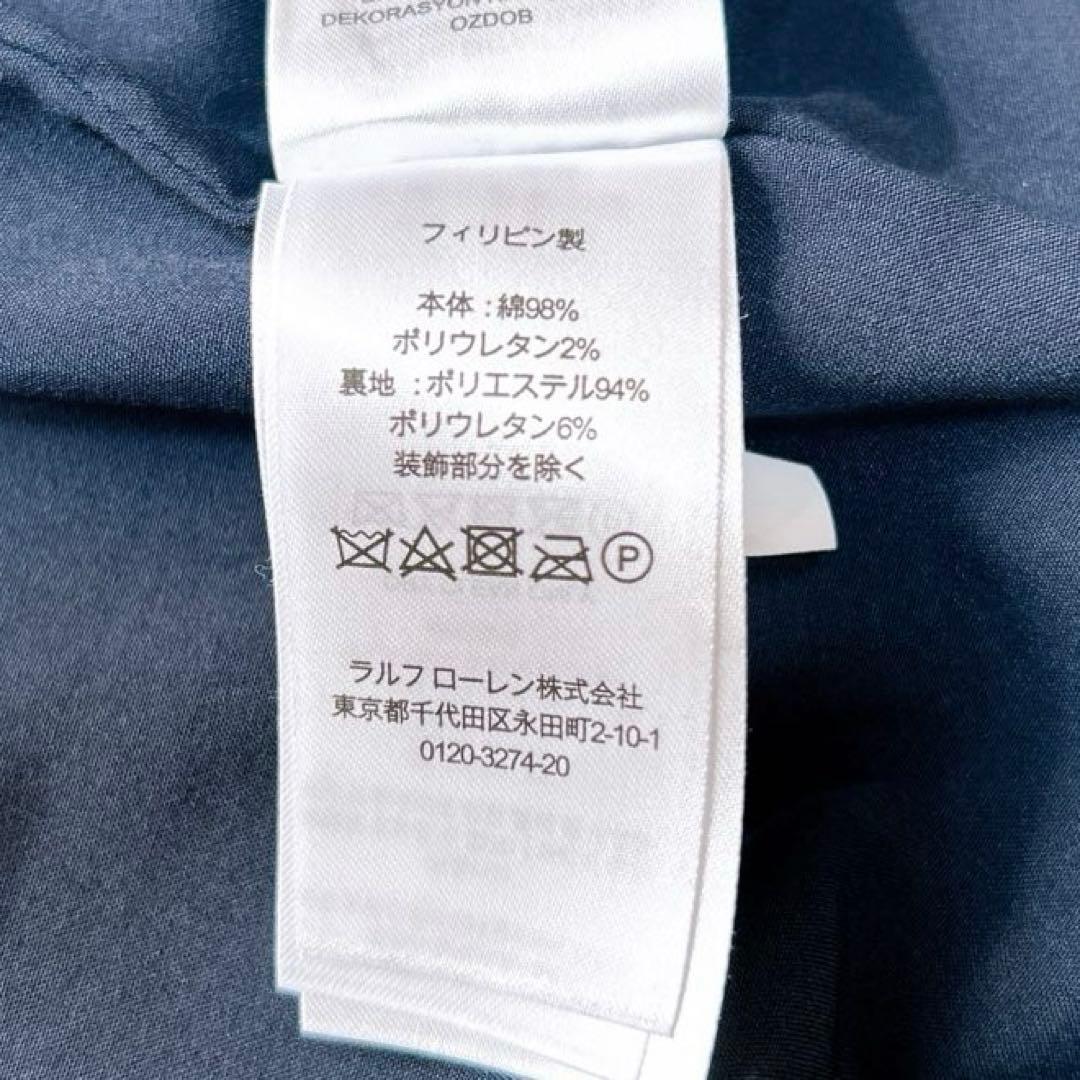 DEKORASYON
OZDOB
フィリピン製
本体 : 綿98%
ポリウレタン2%
裏地 : ポリエステル94%
ポリウレタン6%
装飾部分を除く
P
ラルフ ローレン株式会社
東京都千代田区永田町2-10-1
0120-3274-20